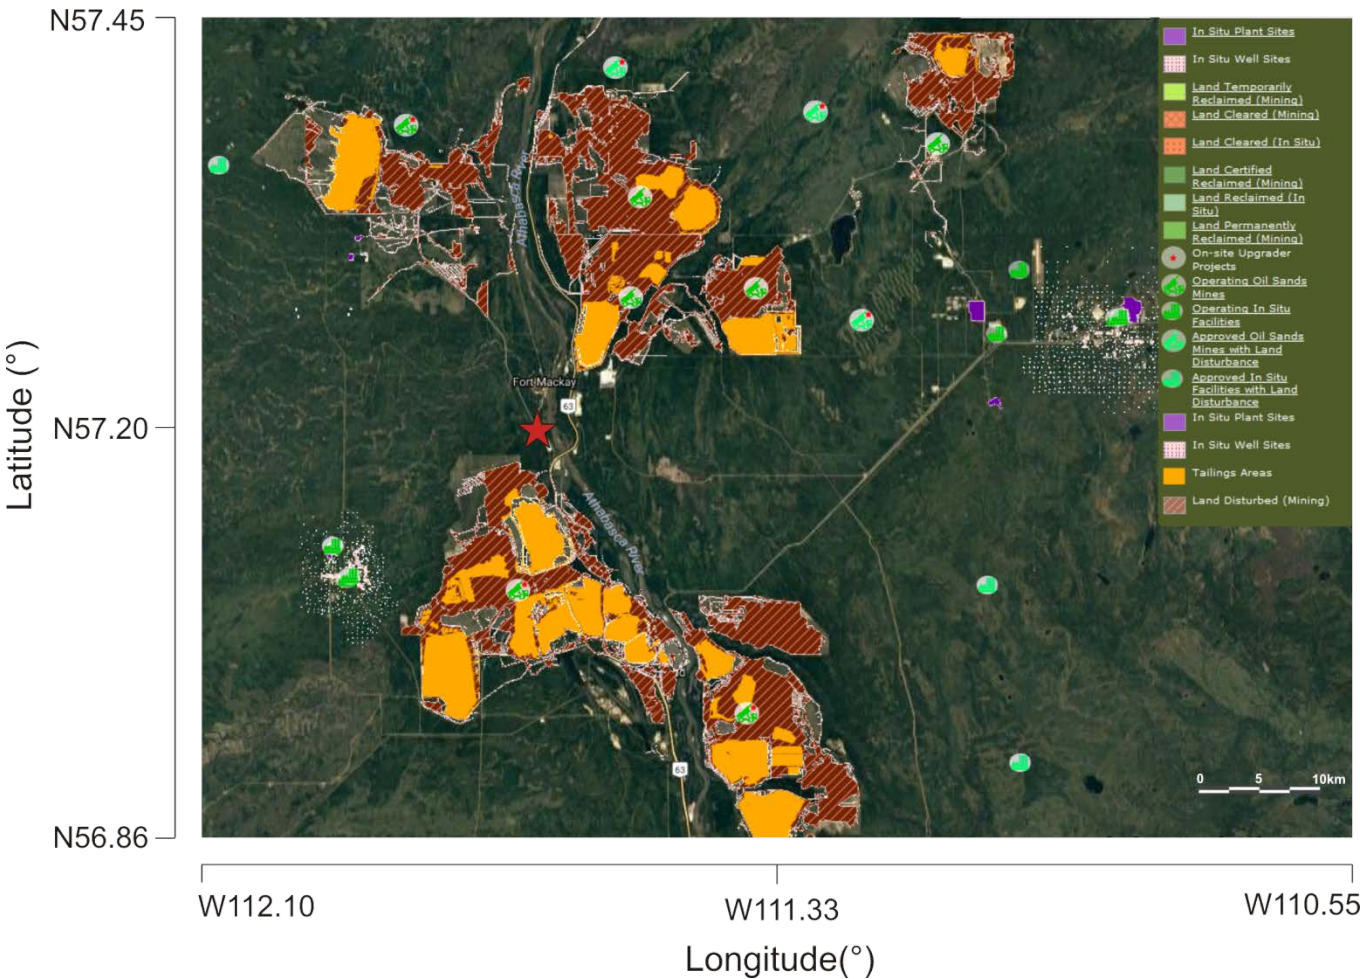 N57.45
N57.20
N56.86
Latitude (°)
W112.10
W111.33
W110.55
Longitude(°)
Fort Mackay
63
Athabasca River
Athabasca River
63
In Situ Plant Sites
In Situ Well Sites
Land Temporarily
Reclaimed (Mining)
Land Cleared (Mining)
Land Cleared (In Situ)
Land Certified
Reclaimed (Mining)
Land Reclaimed (In
Situ)
Land Permanently
Reclaimed (Mining)
On-site Upgrader
Projects
Operating Oil Sands
Mines
Operating In Situ
Facilities
Approved Oil Sands
Mines with Land
Disturbance
Approved In Situ
Facilities with Land
Disturbance
In Situ Plant Sites
In Situ Well Sites
Tailings Areas
Land Disturbed (Mining)
0 5 10km